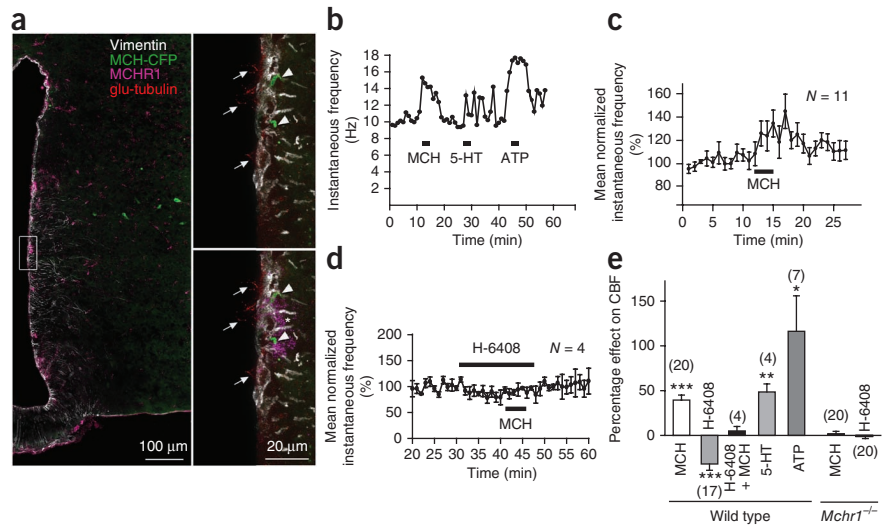 a
Vimentin
MCH-CFP
MCHR1
glu-tubulin
100 μm
*
20 μm
b
Instantaneous frequency
(Hz)
18
16
14
12
10
8
6
4
2
MCH
5-HT
ATP
0
10
20
30
40
50
60
Time (min)
c
Mean normalized
instantaneous frequency
(%)
160
140
120
100
80
N = 11
MCH
0
5
10
15
20
25
Time (min)
d
Mean normalized
instantaneous frequency
(%)
200
150
100
50
0
H-6408
N = 4
MCH
20
25
30
35
40
45
50
55
60
Time (min)
e
Percentage effect on CBF
150
100
50
0
(20)
***
MCH
H-6408
***
(17)
(4)
H-6408
+ MCH
(4)
**
5-HT
(7)
*
ATP
(20)
MCH
H-6408
(20)
Wild type
Mchr1–/–